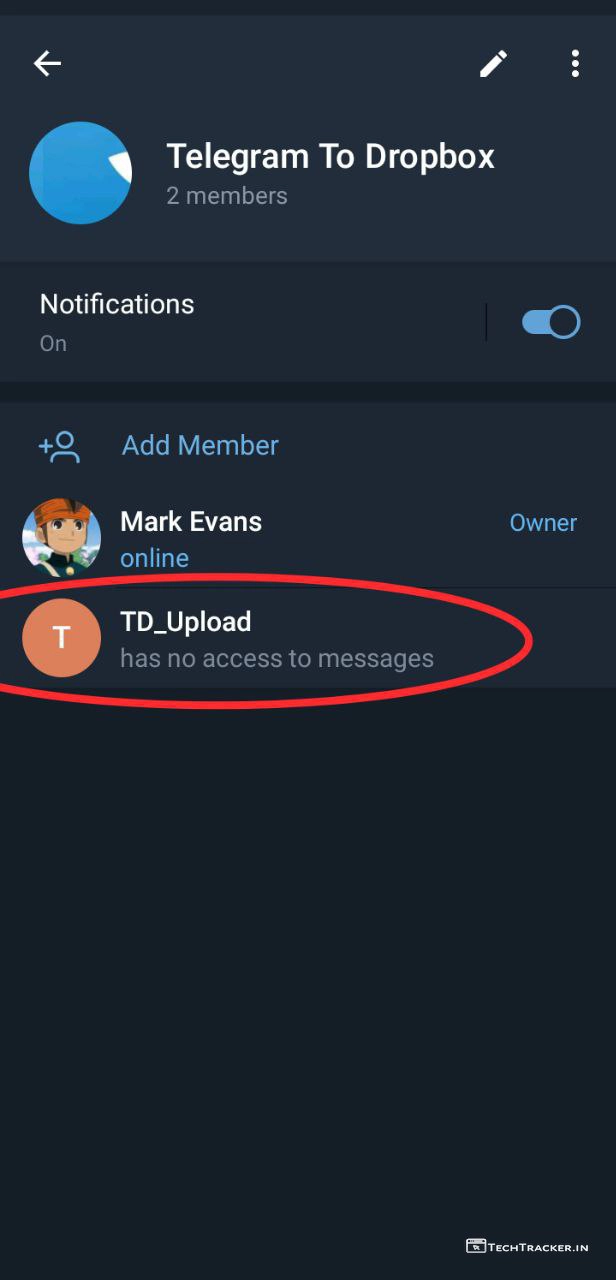 Telegram To Dropbox
2 members
Notifications
On
Add Member
Mark Evans
Owner
online
T
TD_Upload
has no access to messages
TECHTRACKER.IN